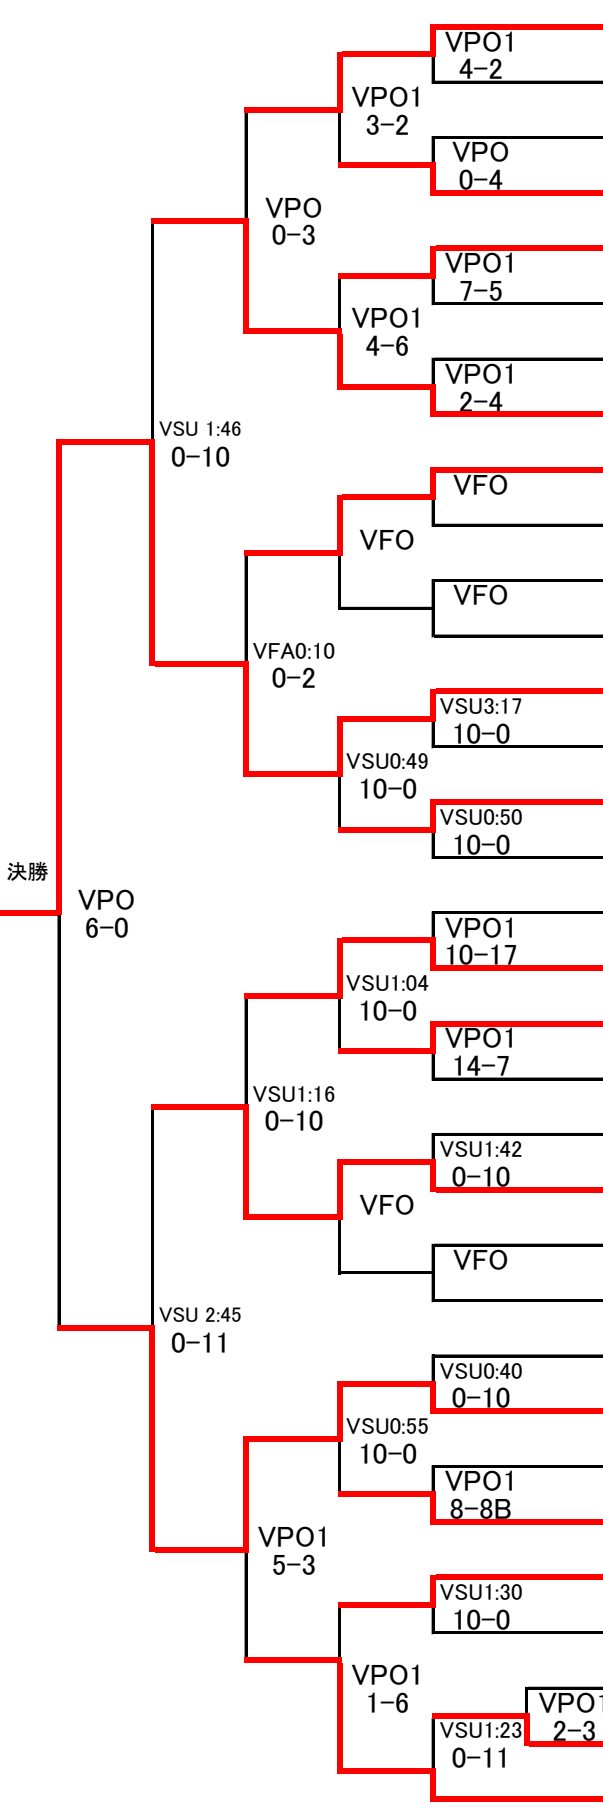 VPO1
4-2
VPO1
3-2
VPO
0-4
VPO
0-3
VPO1
7-5
VPO1
4-6
VPO1
2-4
VSU 1:46
0-10
VFO
VFO
VFO
VFA0:10
0-2
VSU3:17
10-0
VSU0:49
10-0
VSU0:50
10-0
決勝
VPO
6-0
VPO1
10-17
VSU1:04
10-0
VPO1
14-7
VSU1:16
0-10
VSU1:42
0-10
VFO
VFO
VSU 2:45
0-11
VSU0:40
0-10
VSU0:55
10-0
VPO1
8-8B
VPO1
5-3
VSU1:30
10-0
VPO1
1-6
VPO1
2-3
VSU1:23
0-11